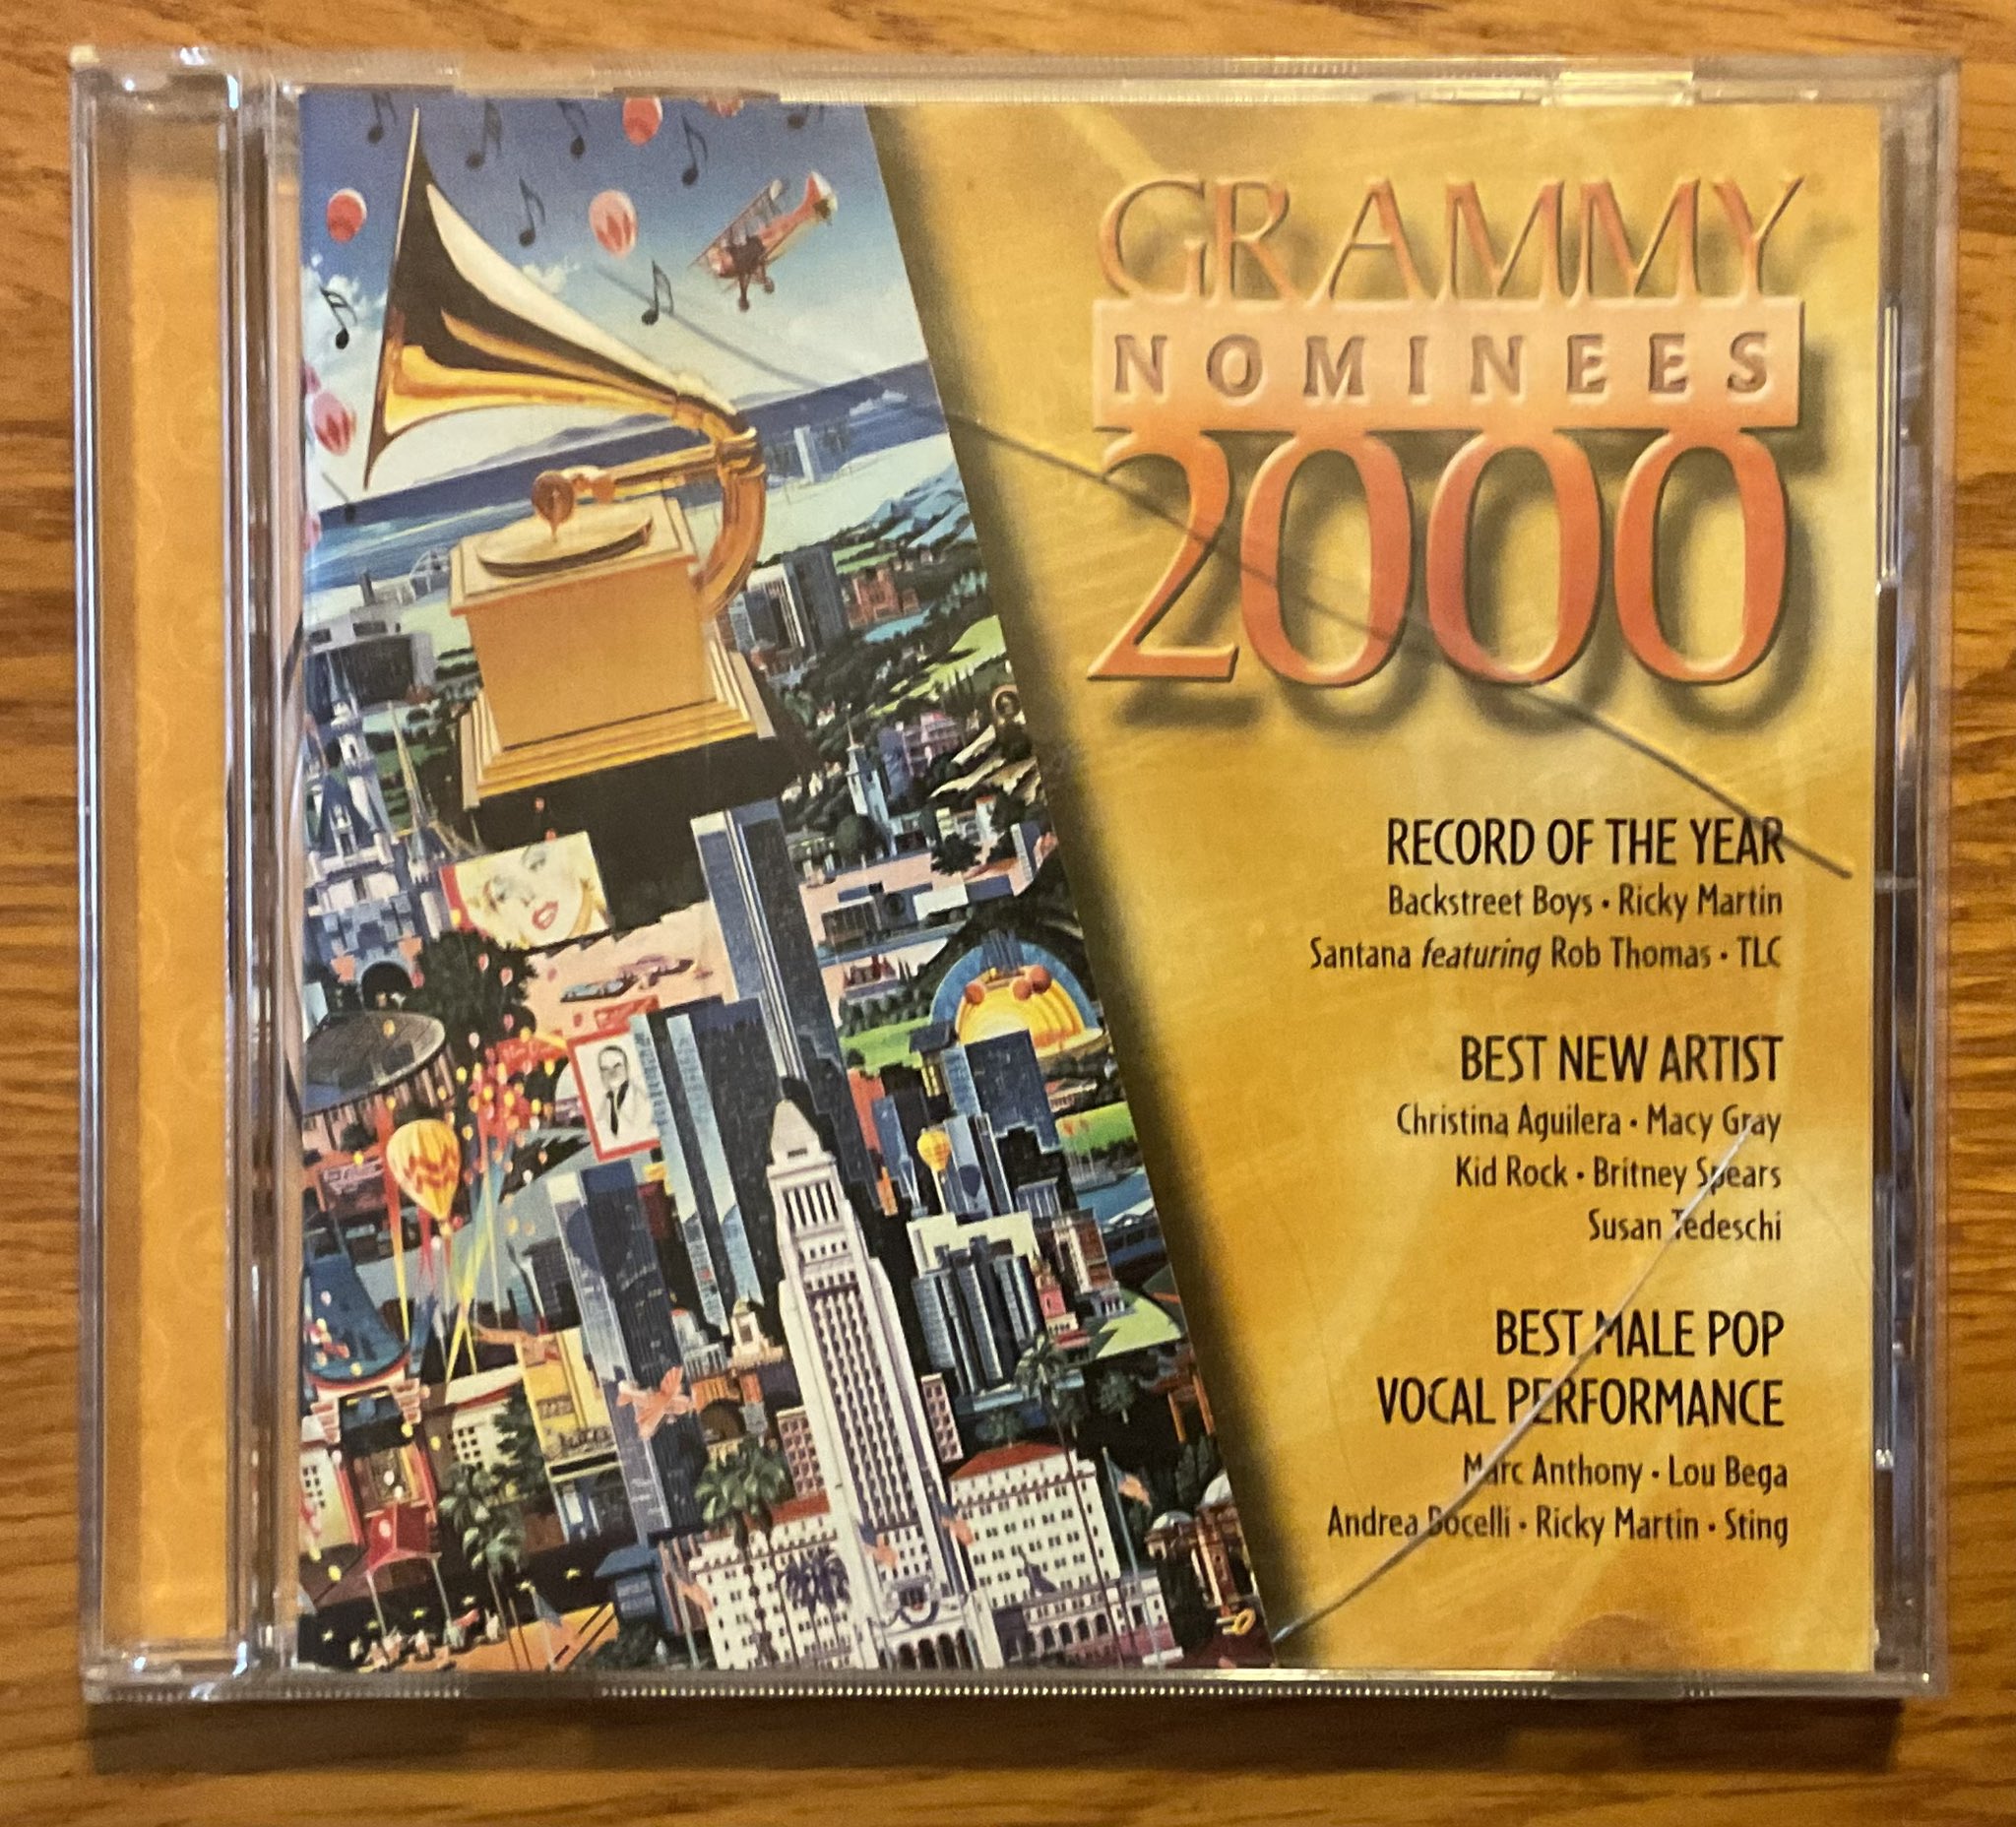 GRAMMY
NOMINEES
2000
RECORD OF THE YEAR
Backstreet Boys • Ricky Martin
Santana featuring Rob Thomas • TLC
BEST NEW ARTIST
Christina Aguilera • Macy Gray
Kid Rock • Britney Spears
Susan Tedeschi
BEST MALE POP
VOCAL PERFORMANCE
Marc Anthony • Lou Bega
Andrea Bocelli • Ricky Martin • Sting